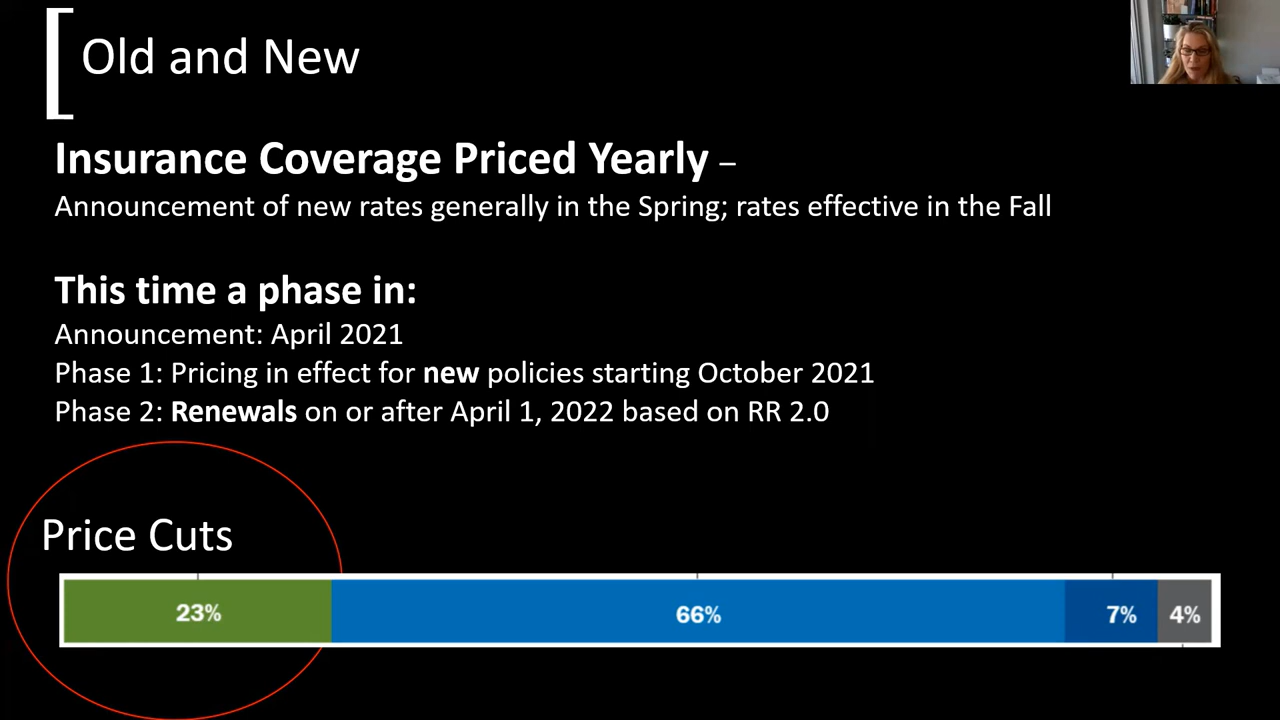 Old and New
Insurance Coverage Priced Yearly –
Announcement of new rates generally in the Spring; rates effective in the Fall
This time a phase in:
Announcement: April 2021
Phase 1: Pricing in effect for new policies starting October 2021
Phase 2: Renewals on or after April 1, 2022 based on RR 2.0
Price Cuts
23% 66% 7% 4%